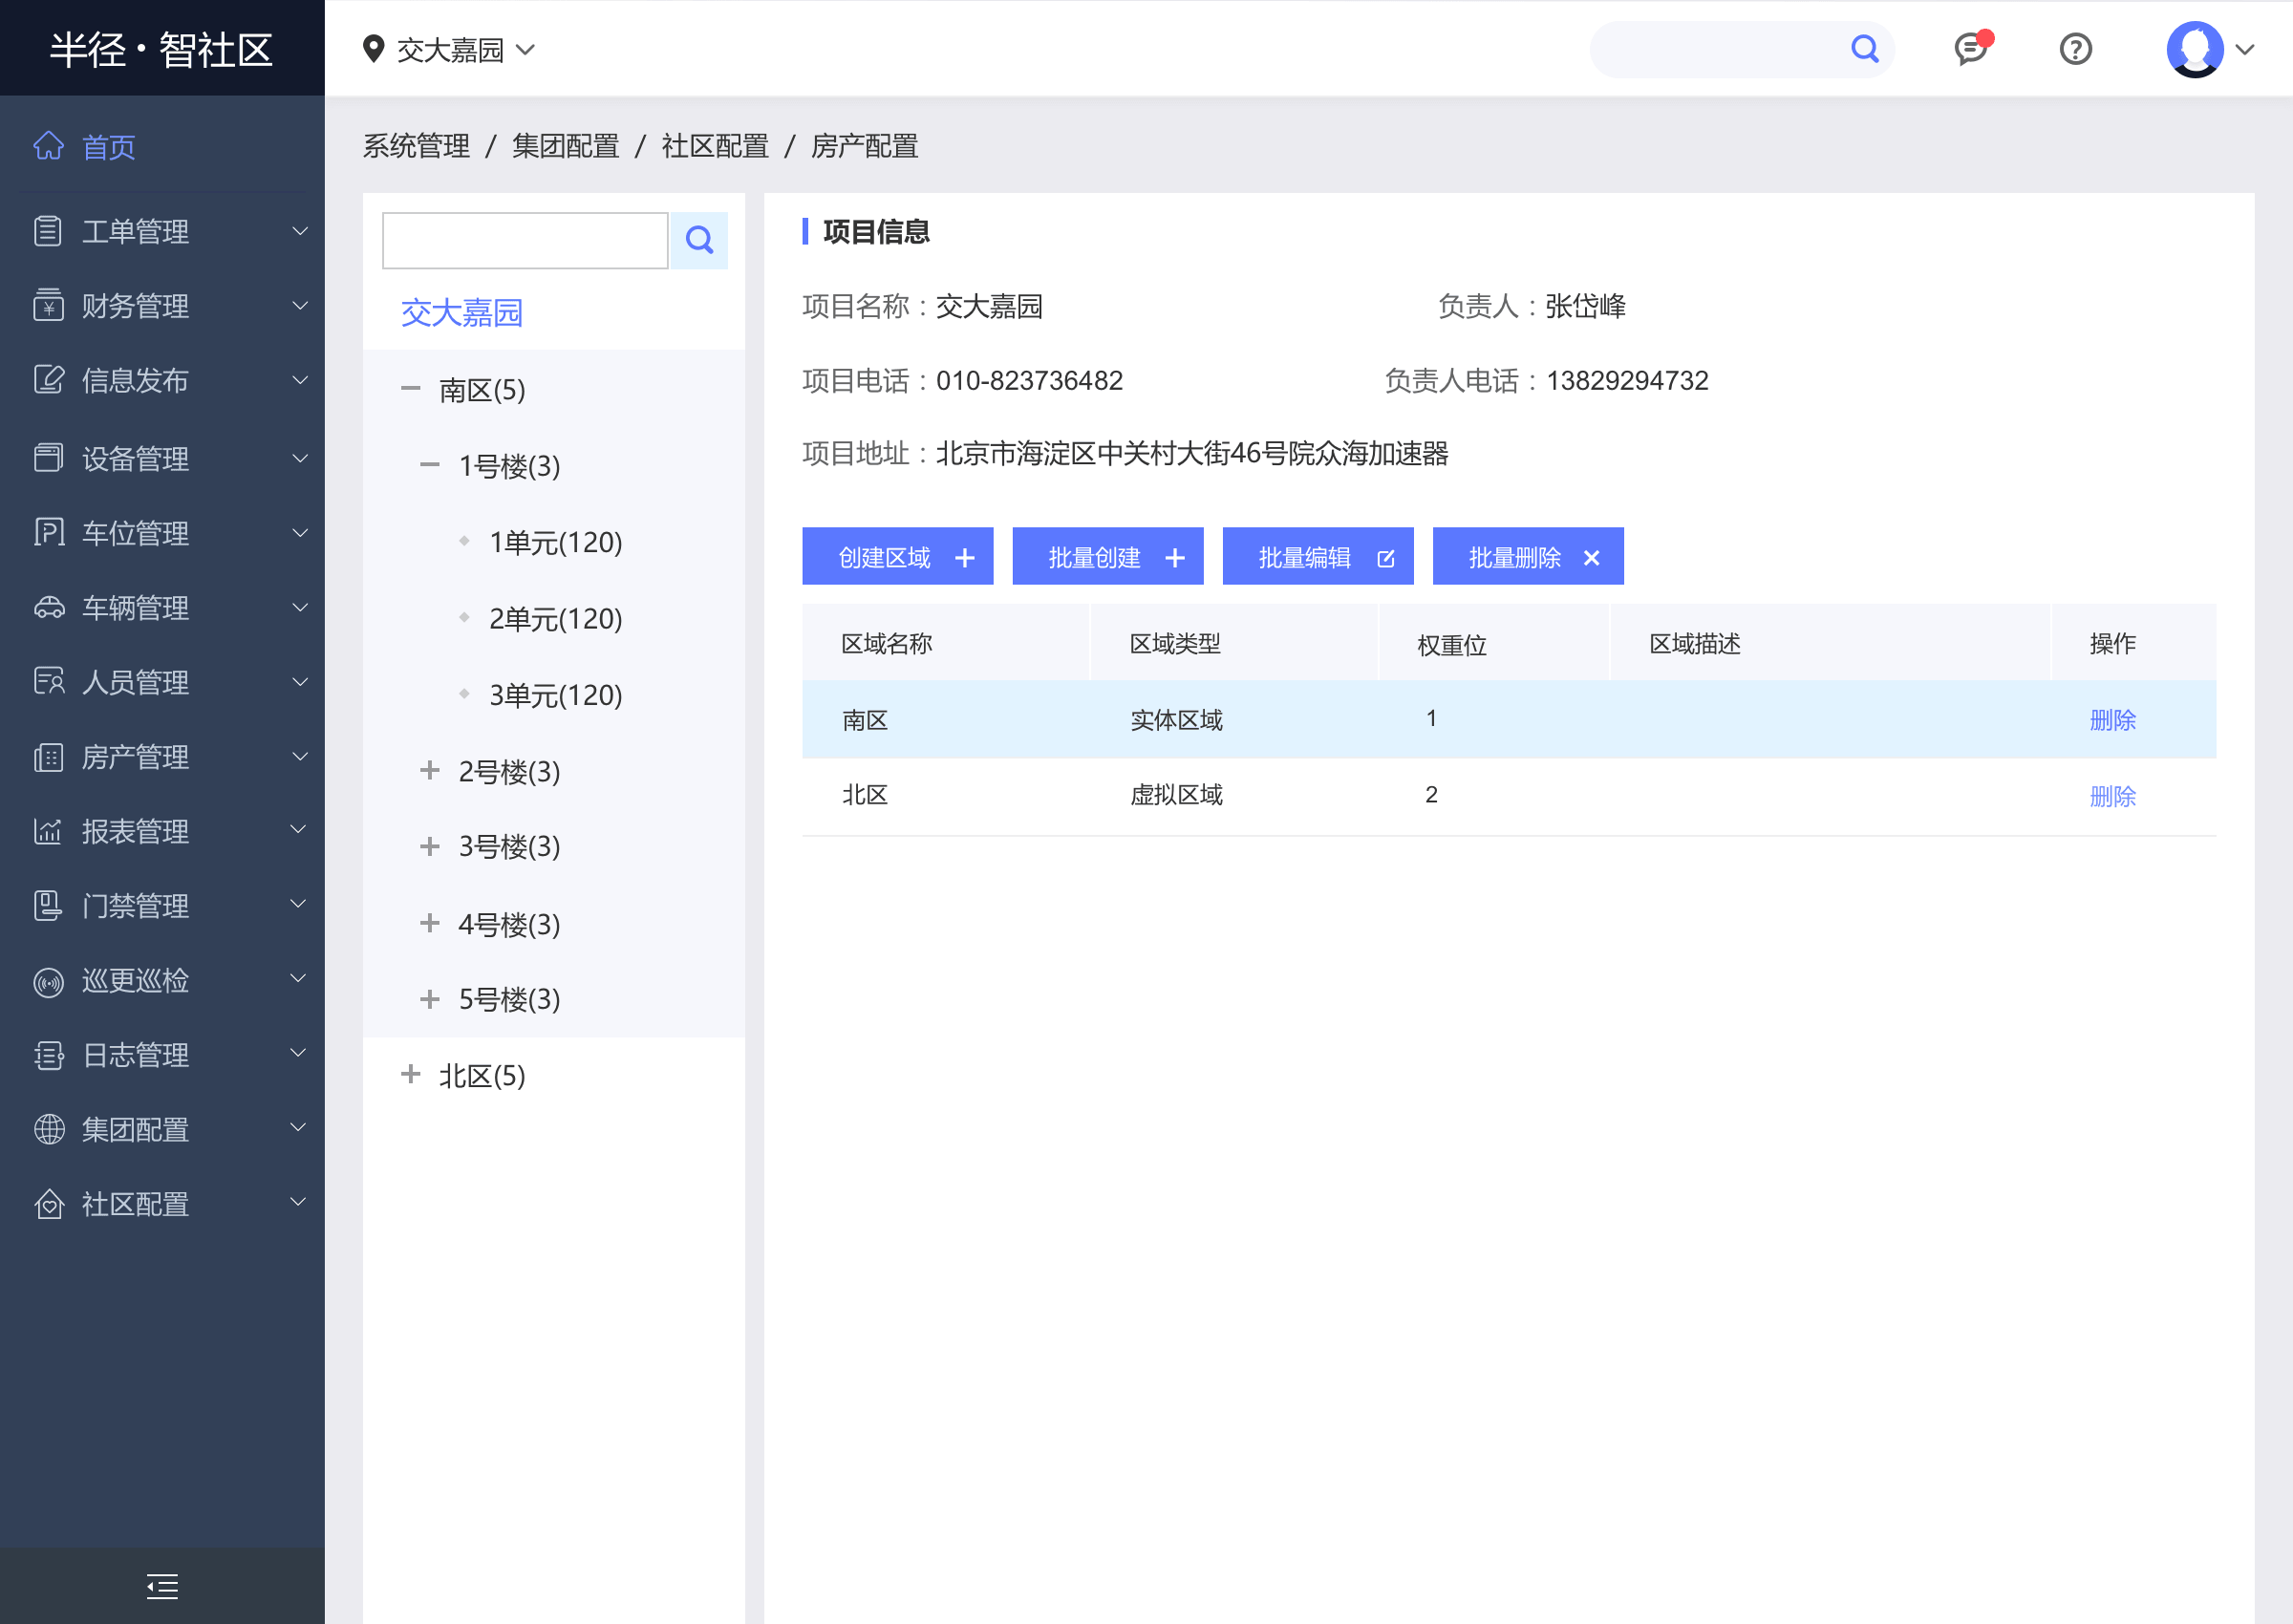 半径·智社区
交大嘉园
首页
工单管理
财务管理
信息发布
设备管理
车位管理
车辆管理
人员管理
房产管理
报表管理
门禁管理
巡更巡检
日志管理
集团配置
社区配置
系统管理 / 集团配置 / 社区配置 / 房产配置
交大嘉园
南区(5)
1号楼(3)
1单元(120)
2单元(120)
3单元(120)
2号楼(3)
3号楼(3)
4号楼(3)
5号楼(3)
北区(5)
项目信息
项目名称：交大嘉园 负责人：张岱峰
项目电话：010-823736482 负责人电话：13829294732
项目地址：北京市海淀区中关村大街46号院众海加速器
创建区域 批量创建 批量编辑 批量删除
区域名称 区域类型 权重位 区域描述 操作
南区 实体区域 1 删除
北区 虚拟区域 2 删除